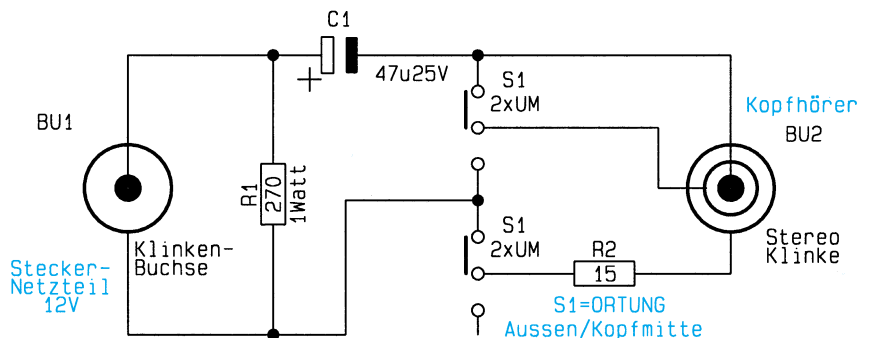 C1
+
47u25V
S1
2xUM
Kopfhörer
BU2
BU1
R1
270
1Watt
S1
2xUM
R2
15
Stereo
Klinke
Klinken-
Buchse
Stecker-
Netzteil
12V
S1=ORTUNG
Aussen/Kopfmitte